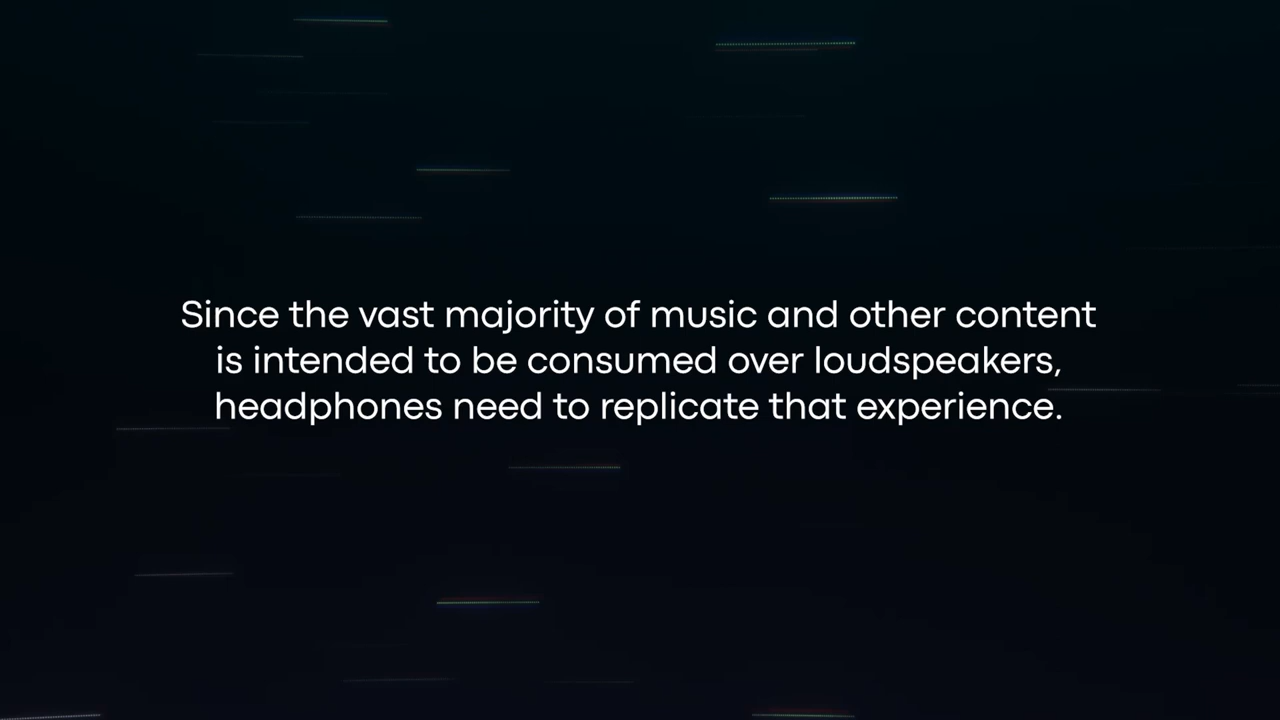 Since the vast majority of music and other content
is intended to be consumed over loudspeakers,
headphones need to replicate that experience.